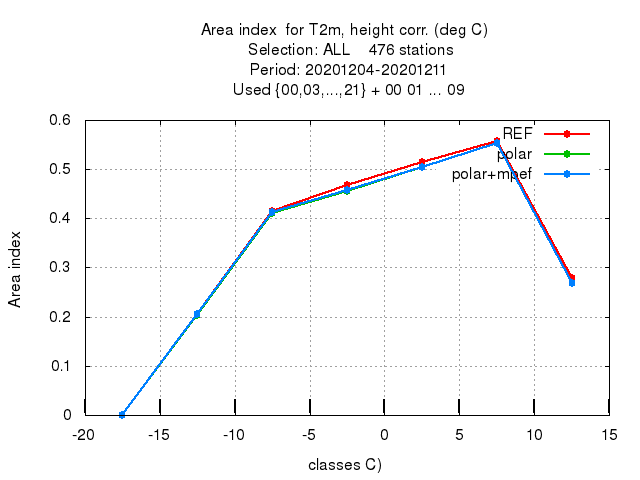 Area index  for T2m, height corr. (deg C)
Selection: ALL    476 stations
Period: 20201204-20201211
Used {00,03,...,21} + 00 01 ... 09
REF
polar
polar+mpef
0.6
0.5
0.4
0.3
0.2
0.1
0
Area index
-20 -15 -10 -5 0 5 10 15
classes C)